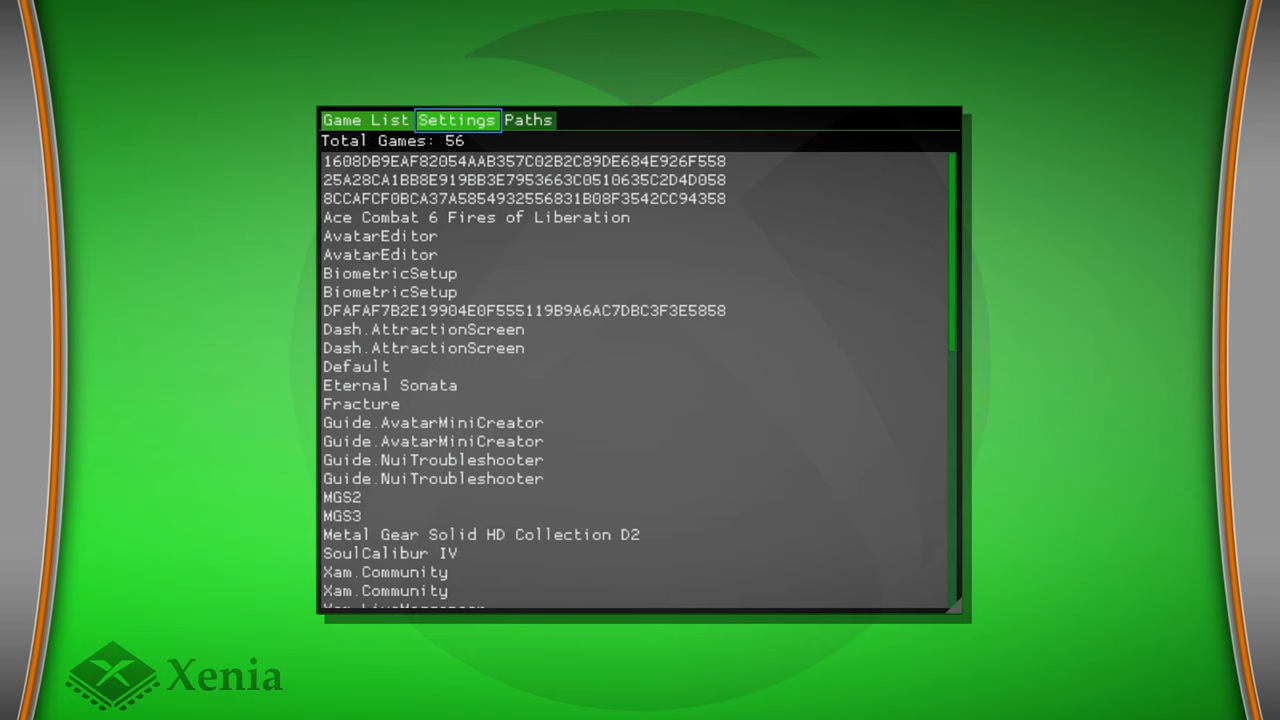 Game List Settings Paths
Total Games: 56
1608DB9EAF82054AAB357C02B2C89DE684E926F558
25A28CA1BB8E919BB3E7953663C0510635C2D4D058
8CCAFCF0BCA37A5854932556831B08F3542CC94358
Ace Combat 6 Fires of Liberation
AvatarEditor
AvatarEditor
BiometricSetup
BiometricSetup
DFAFAF7B2E19904E0F555119B9A6AC7DBC3F3E5858
Dash.AttractionScreen
Dash.AttractionScreen
Default
Eternal Sonata
Fracture
Guide.AvatarMiniCreator
Guide.AvatarMiniCreator
Guide.NuiTroubleshooter
Guide.NuiTroubleshooter
MGS2
MGS3
Metal Gear Solid HD Collection D2
SoulCalibur IV
Xam.Community
Xam.Community
Xenia